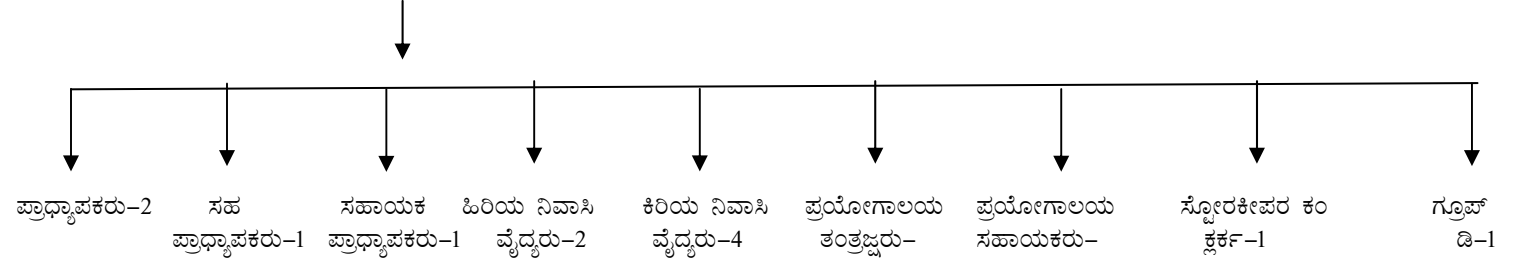 ಪ್ರಾಧ್ಯಾಪಕರು–2
ಸಹ
ಪ್ರಾಧ್ಯಾಪಕರು–1
ಸಹಾಯಕ
ಪ್ರಾಧ್ಯಾಪಕರು–1
ಹಿರಿಯ ನಿವಾಸಿ
ವೈದ್ಯರು–2
ಕಿರಿಯ ನಿವಾಸಿ
ವೈದ್ಯರು–4
ಪ್ರಯೋಗಾಲಯ
ತಂತ್ರಜ್ಞರು–
ಪ್ರಯೋಗಾಲಯ
ಸಹಾಯಕರು–
ಸ್ಟೋರಕೀಪರ ಕಂ
ಕ್ಲರ್ಕ–1
ಗ್ರೂಪ್
ಡಿ–1